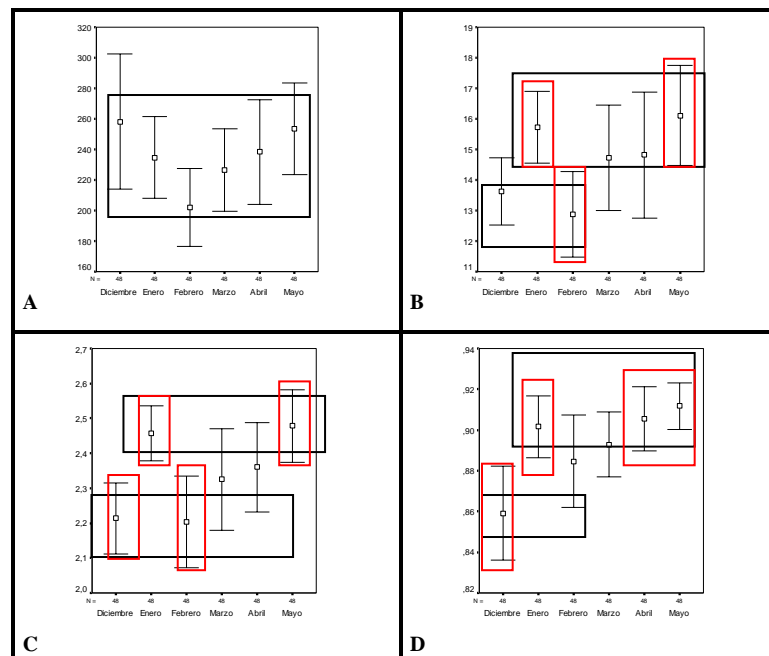 320
300
280
260
240
220
200
180
160
N = 48 48 48 48 48 48
Diciembre Enero Febrero Marzo Abril Mayo
A
19
18
17
16
15
14
13
12
11
N = 48 48 48 48 48 48
Diciembre Enero Febrero Marzo Abril Mayo
B
2,7
2,6
2,5
2,4
2,3
2,2
2,1
2,0
N = 48 48 48 48 48 48
Diciembre Enero Febrero Marzo Abril Mayo
C
,94
,92
,90
,88
,86
,84
,82
N = 48 48 48 48 48 48
Diciembre Enero Febrero Marzo Abril Mayo
D